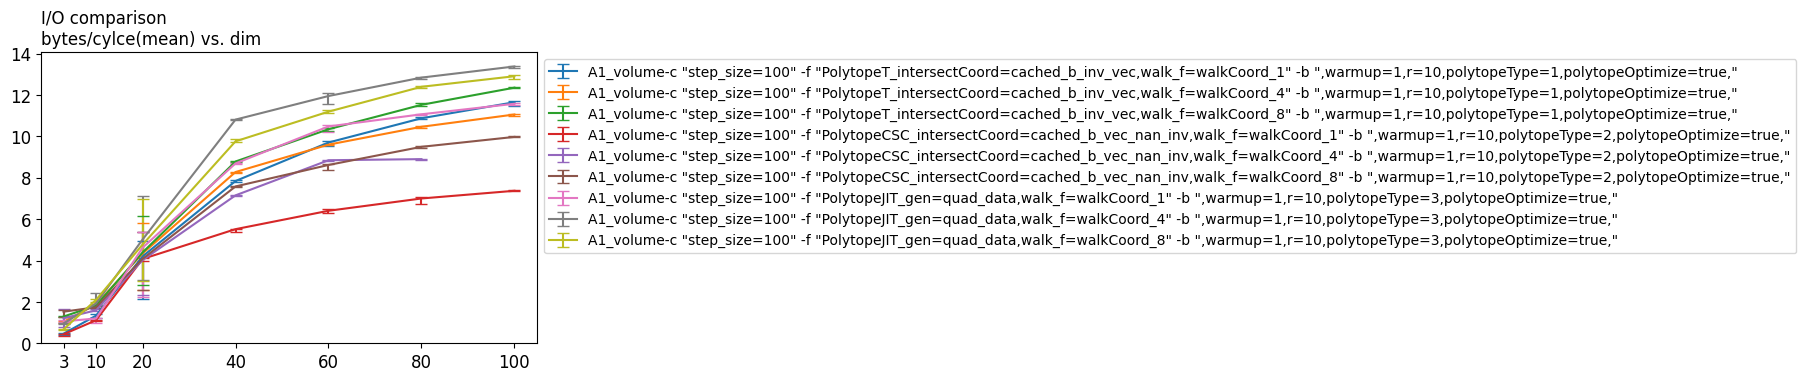 I/O comparison
bytes/cylce(mean) vs. dim
14
12
10
8
6
4
2
0
3 10 20 40 60 80 100
A1_volume-c "step_size=100" -f "PolytopeT_intersectCoord=cached_b_inv_vec,walk_f=walkCoord_1" -b ",warmup=1,r=10,polytopeType=1,polytopeOptimize=true,"
A1_volume-c "step_size=100" -f "PolytopeT_intersectCoord=cached_b_inv_vec,walk_f=walkCoord_4" -b ",warmup=1,r=10,polytopeType=1,polytopeOptimize=true,"
A1_volume-c "step_size=100" -f "PolytopeT_intersectCoord=cached_b_inv_vec,walk_f=walkCoord_8" -b ",warmup=1,r=10,polytopeType=1,polytopeOptimize=true,"
A1_volume-c "step_size=100" -f "PolytopeCSC_intersectCoord=cached_b_vec_nan_inv,walk_f=walkCoord_1" -b ",warmup=1,r=10,polytopeType=2,polytopeOptimize=true,"
A1_volume-c "step_size=100" -f "PolytopeCSC_intersectCoord=cached_b_vec_nan_inv,walk_f=walkCoord_4" -b ",warmup=1,r=10,polytopeType=2,polytopeOptimize=true,"
A1_volume-c "step_size=100" -f "PolytopeCSC_intersectCoord=cached_b_vec_nan_inv,walk_f=walkCoord_8" -b ",warmup=1,r=10,polytopeType=2,polytopeOptimize=true,"
A1_volume-c "step_size=100" -f "PolytopeJIT_gen=quad_data,walk_f=walkCoord_1" -b ",warmup=1,r=10,polytopeType=3,polytopeOptimize=true,"
A1_volume-c "step_size=100" -f "PolytopeJIT_gen=quad_data,walk_f=walkCoord_4" -b ",warmup=1,r=10,polytopeType=3,polytopeOptimize=true,"
A1_volume-c "step_size=100" -f "PolytopeJIT_gen=quad_data,walk_f=walkCoord_8" -b ",warmup=1,r=10,polytopeType=3,polytopeOptimize=true,"